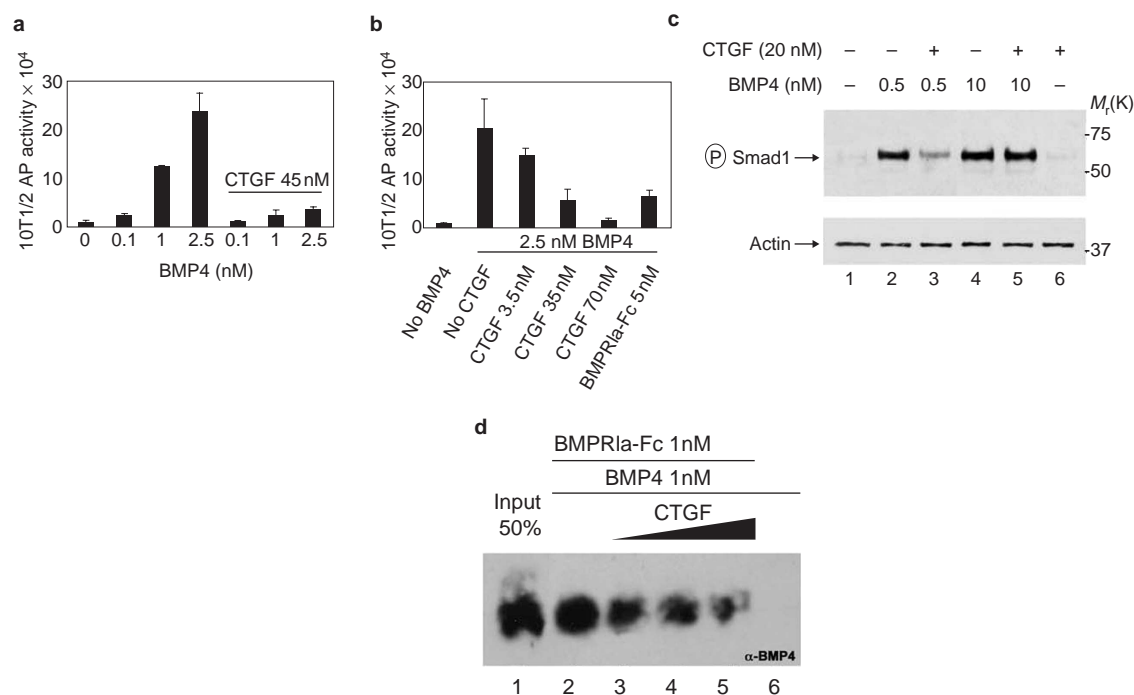 a
10T1/2 AP activity × 10⁴
30
20
10
0
CTGF 45 nM
0 0.1 1 2.5 0.1 1 2.5
BMP4 (nM)
b
10T1/2 AP activity × 10⁴
30
20
10
0
2.5 nM BMP4
No BMP4
No CTGF
CTGF 3.5 nM
CTGF 35 nM
CTGF 70 nM
BMPRIa-Fc 5 nM
c
CTGF (20 nM) – – + – + +
BMP4 (nM) – 0.5 0.5 10 10 –
Mr(K)
-75
P Smad1
-50
Actin
-37
1 2 3 4 5 6
d
BMPRIa-Fc 1nM
BMP4 1nM
Input
50%
CTGF
α-BMP4
1 2 3 4 5 6